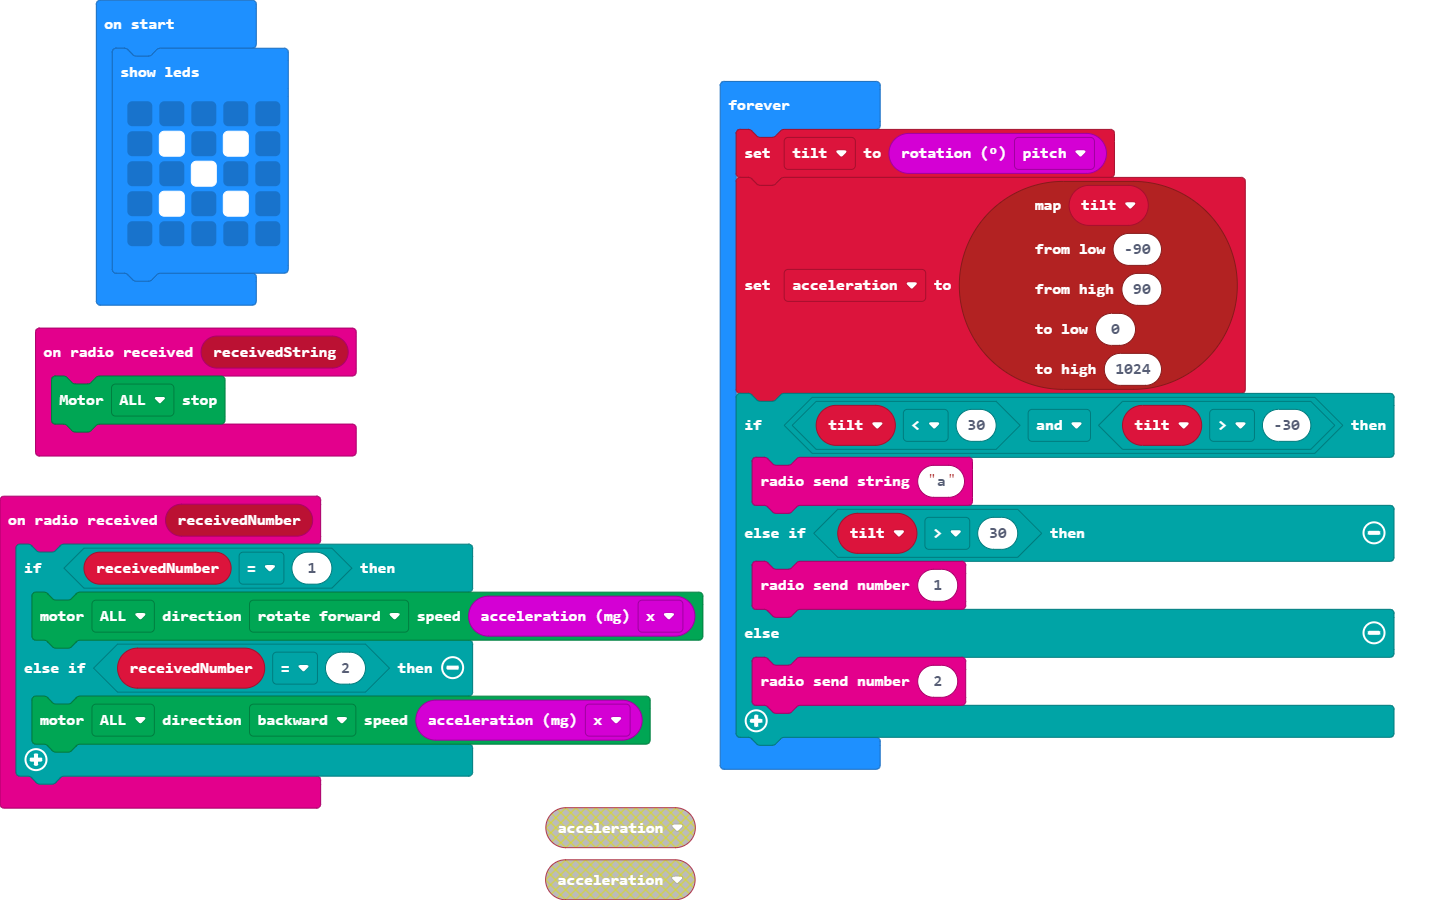 on start
show leds
on radio received receivedString
Motor ALL stop
on radio received receivedNumber
if receivedNumber = 1 then
motor ALL direction rotate forward speed acceleration (mg) x
else if receivedNumber = 2 then
motor ALL direction backward speed acceleration (mg) x
acceleration
acceleration
forever
set tilt to rotation (º) pitch
set acceleration to
map tilt
from low -90
from high 90
to low 0
to high 1024
if tilt < 30 and tilt > -30 then
radio send string "a"
else if tilt > 30 then
radio send number 1
else
radio send number 2